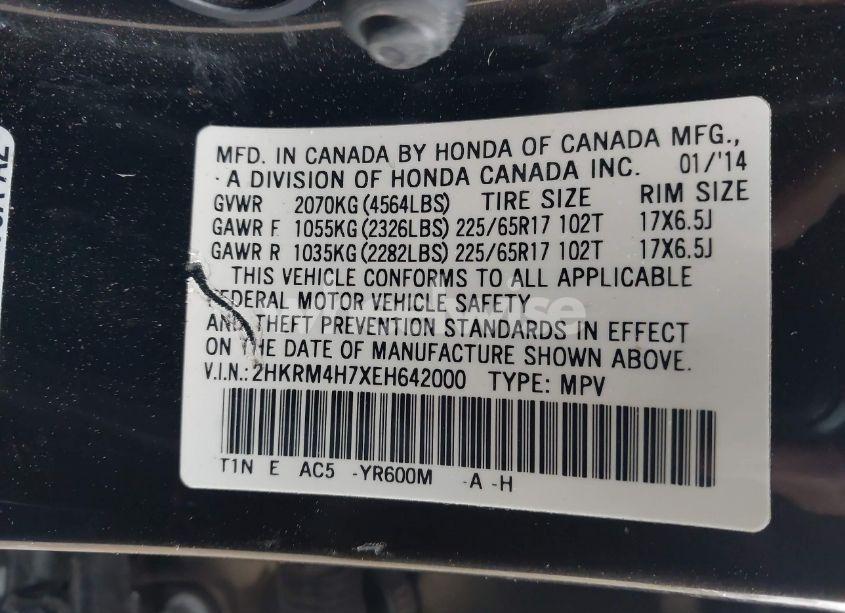 MFD. IN CANADA BY HONDA OF CANADA MFG.,
A DIVISION OF HONDA CANADA INC. 01/'14
GVWR 2070KG (4564LBS) TIRE SIZE RIM SIZE
GAWR F 1055KG (2326LBS) 225/65R17 102T 17X6.5J
GAWR R 1035KG (2282LBS) 225/65R17 102T 17X6.5J
THIS VEHICLE CONFORMS TO ALL APPLICABLE
FEDERAL MOTOR VEHICLE SAFETY
AND THEFT PREVENTION STANDARDS IN EFFECT
ON THE DATE OF MANUFACTURE SHOWN ABOVE.
V.I.N.: 2HKRM4H7XEH642000 TYPE: MPV
T1N E AC5 -YR600M -A -H